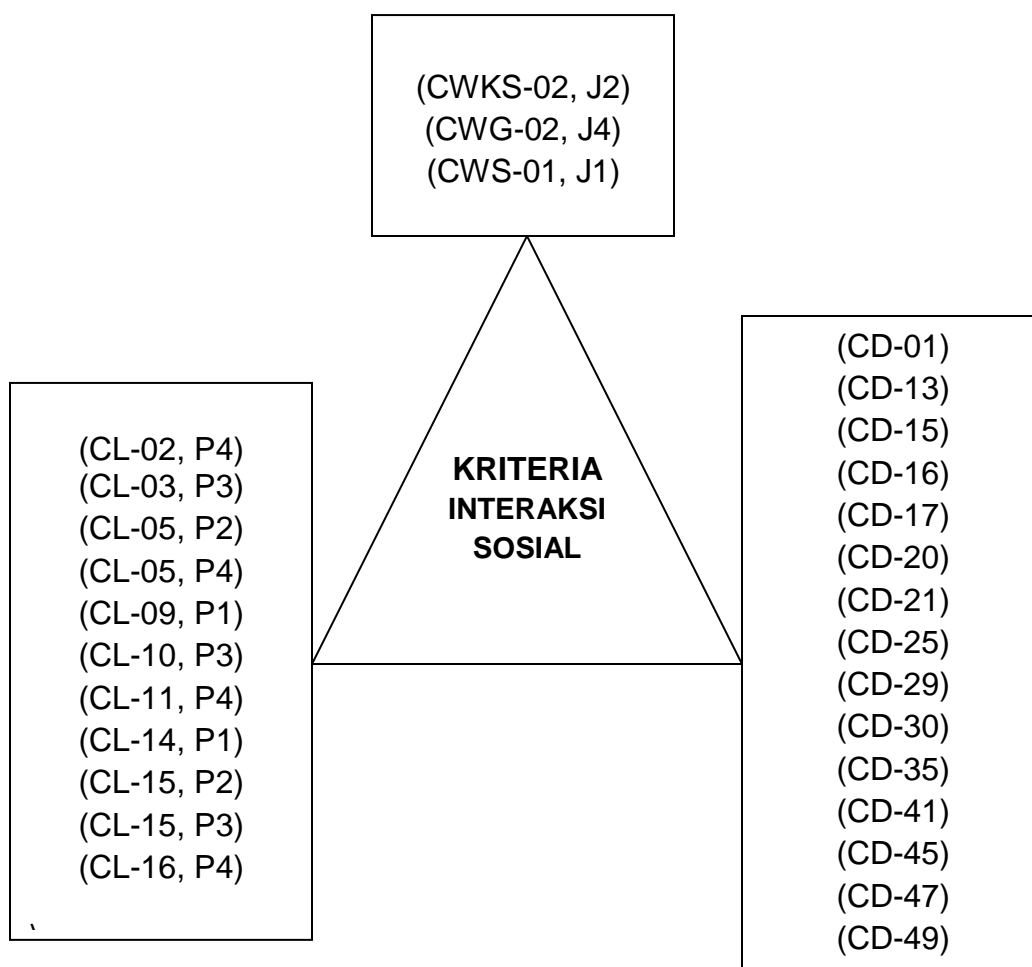 (CWKS-02, J2)
(CWG-02, J4)
(CWS-01, J1)
(CL-02, P4)
(CL-03, P3)
(CL-05, P2)
(CL-05, P4)
(CL-09, P1)
(CL-10, P3)
(CL-11, P4)
(CL-14, P1)
(CL-15, P2)
(CL-15, P3)
(CL-16, P4)
KRITERIA
INTERAKSI
SOSIAL
(CD-01)
(CD-13)
(CD-15)
(CD-16)
(CD-17)
(CD-20)
(CD-21)
(CD-25)
(CD-29)
(CD-30)
(CD-35)
(CD-41)
(CD-45)
(CD-47)
(CD-49)